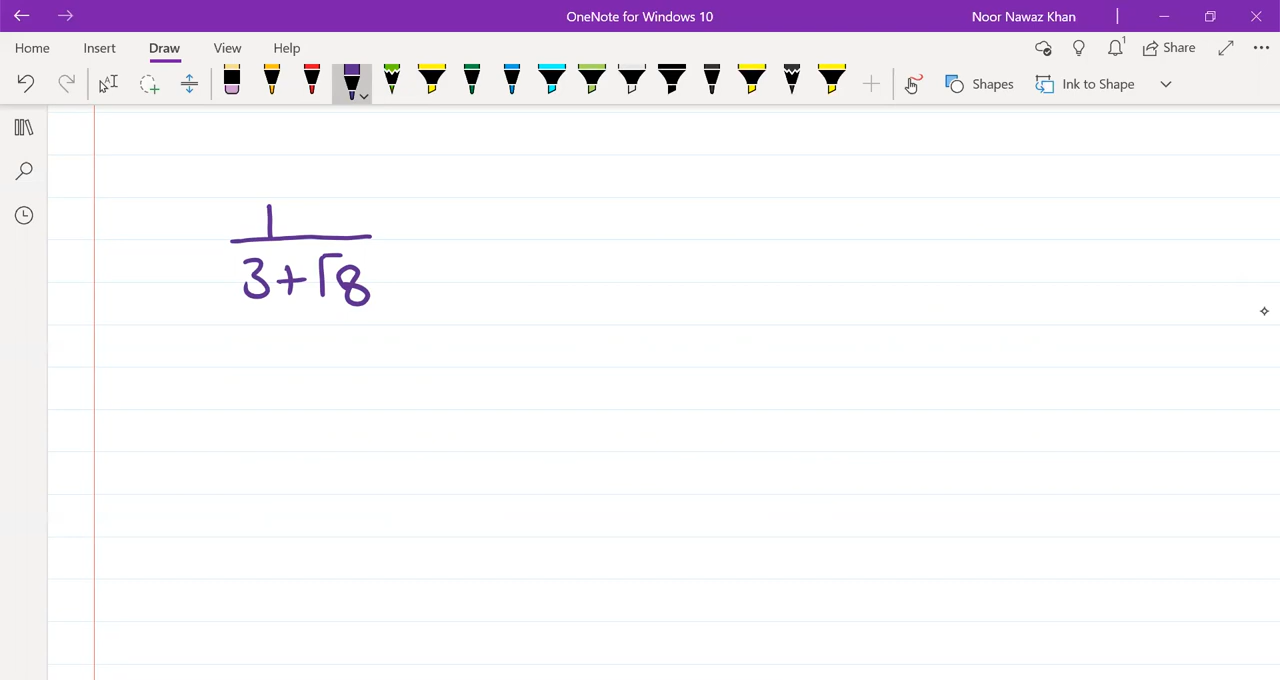 OneNote for Windows 10
Noor Nawaz Khan
Home Insert Draw View Help
1 Share
Shapes Ink to Shape
1
3+√8